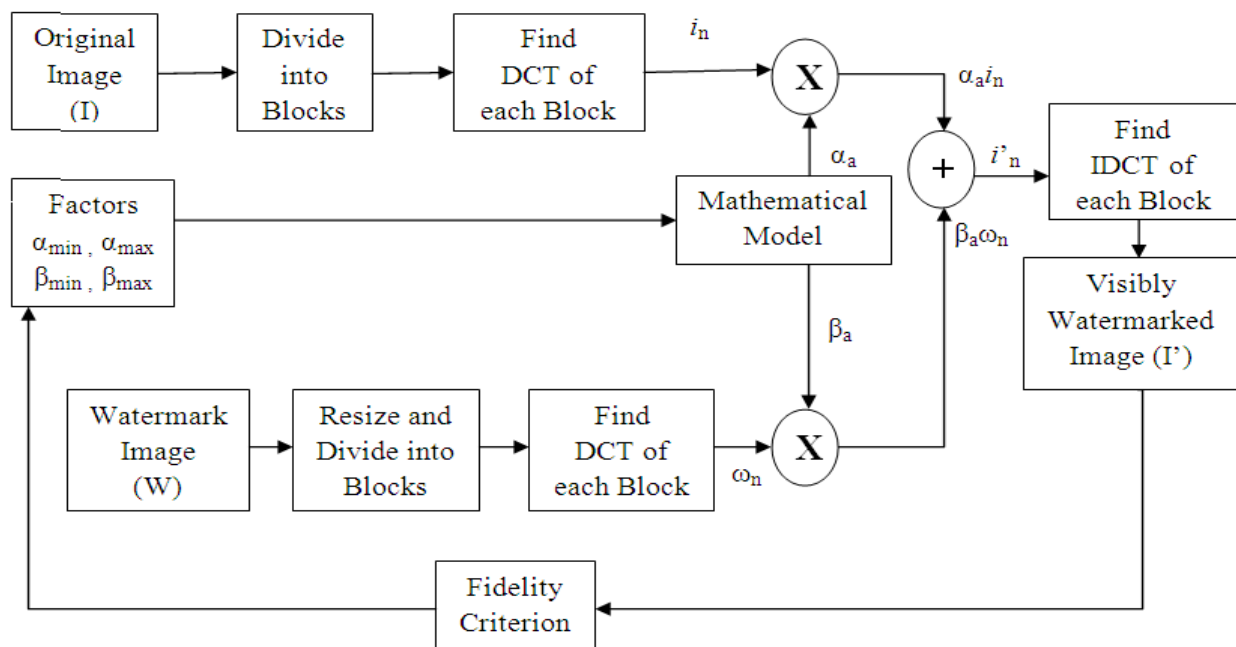 Original
Image
(I)
Divide
into
Blocks
Find
DCT of
each Block
iₙ
X
αₐiₙ
+
i’ₙ
Find
IDCT of
each Block
Factors
αmin , αmax
βmin , βmax
αₐ
Mathematical
Model
βₐωₙ
βₐ
Visibly
Watermarked
Image (I’)
Watermark
Image
(W)
Resize and
Divide into
Blocks
Find
DCT of
each Block
ωₙ
X
Fidelity
Criterion